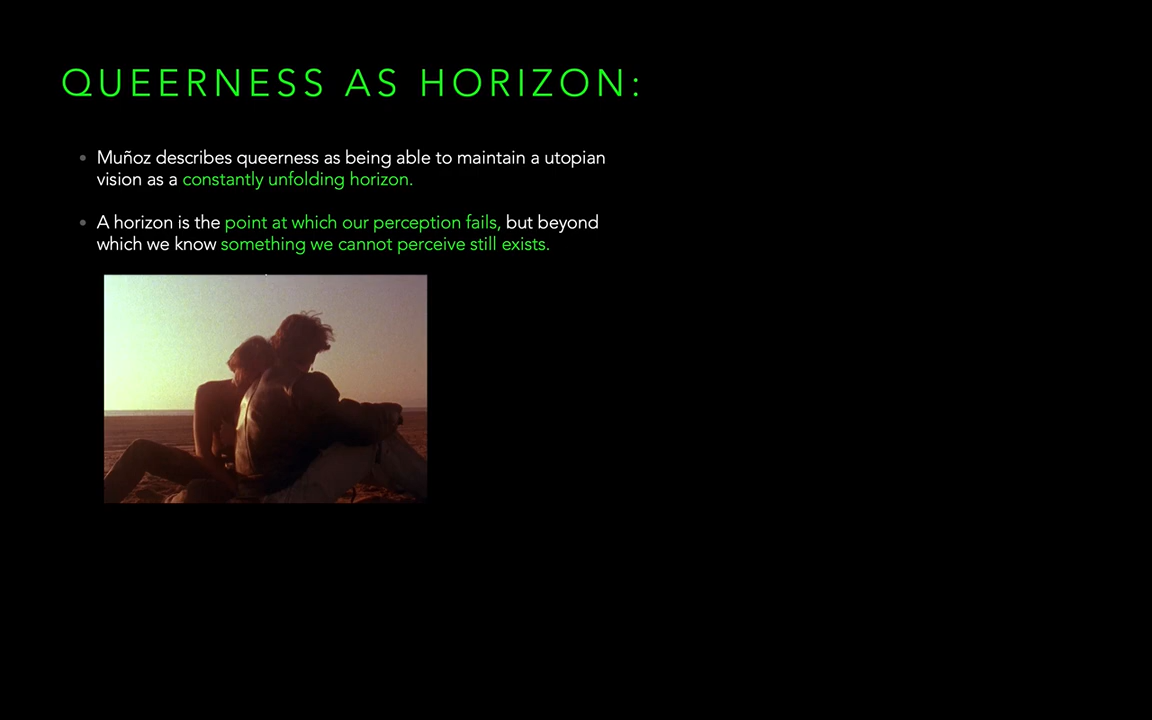 QUEERNESS AS HORIZON:
• Muñoz describes queerness as being able to maintain a utopian
vision as a constantly unfolding horizon.
• A horizon is the point at which our perception fails, but beyond
which we know something we cannot perceive still exists.